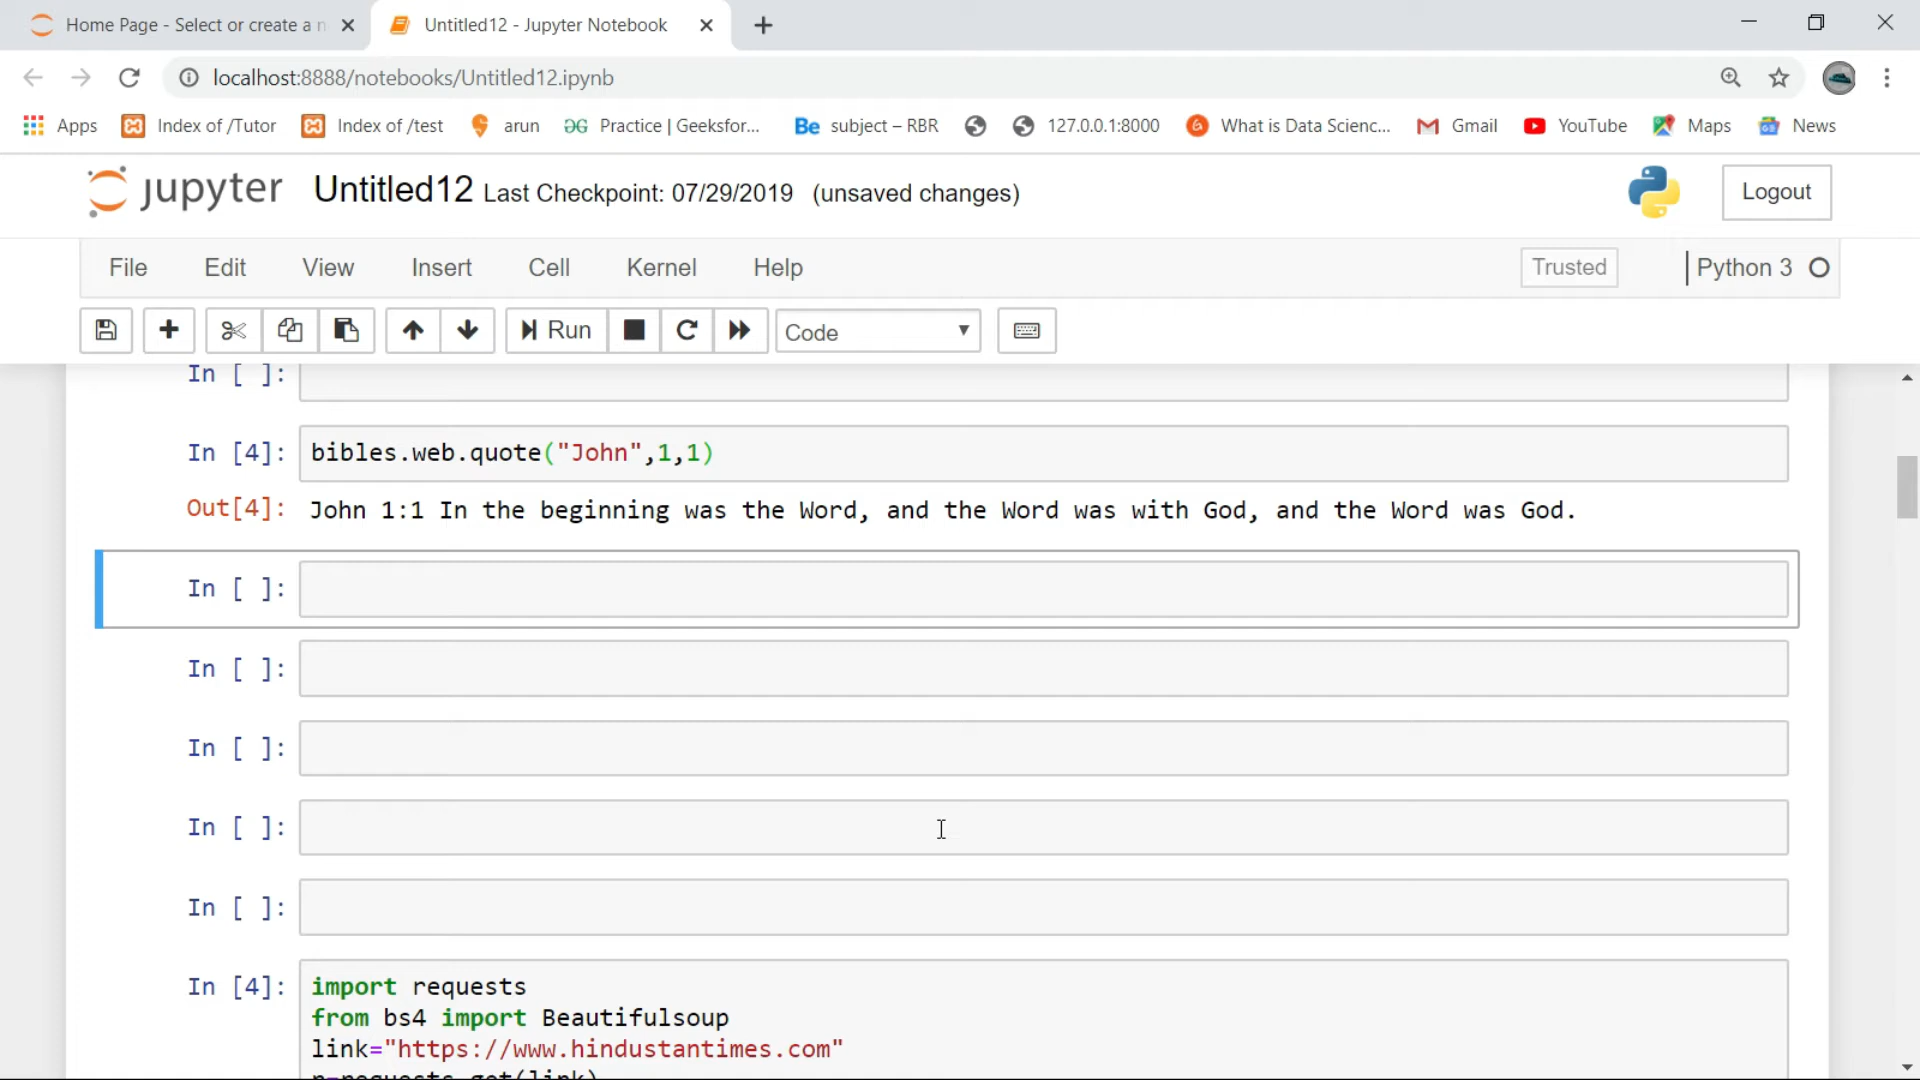 Home Page - Select or create a n
Untitled12 - Jupyter Notebook
localhost:8888/notebooks/Untitled12.ipynb
Apps Index of /Tutor Index of /test arun Practice | Geeksfor... subject – RBR 127.0.0.1:8000 What is Data Scienc... Gmail YouTube Maps News
jupyter Untitled12 Last Checkpoint: 07/29/2019 (unsaved changes) Logout
File Edit View Insert Cell Kernel Help Trusted Python 3
Run Code
In [ ]:
In [4]: bibles.web.quote("John",1,1)
Out[4]: John 1:1 In the beginning was the Word, and the Word was with God, and the Word was God.
In [ ]:
In [ ]:
In [ ]:
In [ ]:
In [ ]:
In [4]: import requests
from bs4 import Beautifulsoup
link="https://www.hindustantimes.com"